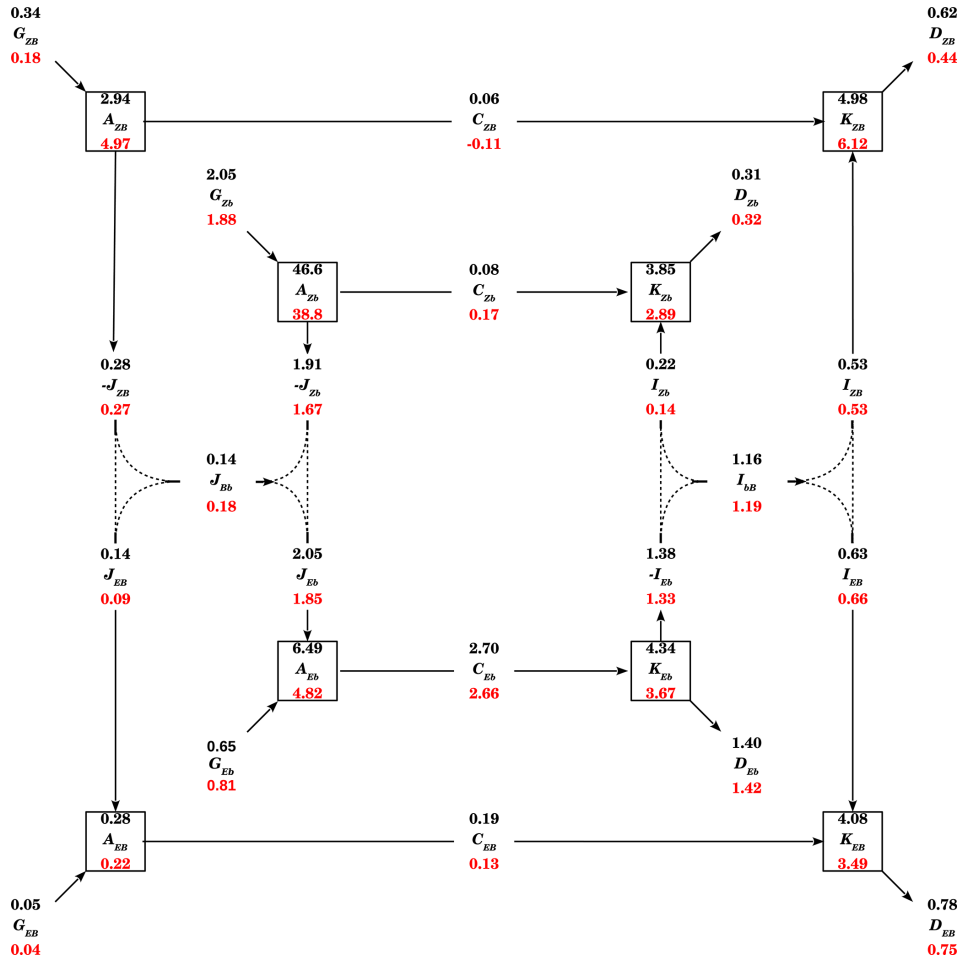 0.34
G_ZB
0.18
0.62
D_ZB
0.44
2.94
A_ZB
4.97
0.06
C_ZB
-0.11
4.98
K_ZB
6.12
2.05
G_Zb
1.88
0.31
D_Zb
0.32
46.6
A_Zb
38.8
0.08
C_Zb
0.17
3.85
K_Zb
2.89
0.28
-J_ZB
0.27
1.91
-J_Zb
1.67
0.22
I_Zb
0.14
0.53
I_ZB
0.53
0.14
J_Bb
0.18
1.16
I_bB
1.19
0.14
J_EB
0.09
2.05
J_Eb
1.85
1.38
-I_Eb
1.33
0.63
I_EB
0.66
6.49
A_Eb
4.82
2.70
C_Eb
2.66
4.34
K_Eb
3.67
0.65
G_Eb
0.81
1.40
D_Eb
1.42
0.28
A_EB
0.22
0.19
C_EB
0.13
4.08
K_EB
3.49
0.05
G_EB
0.04
0.78
D_EB
0.75